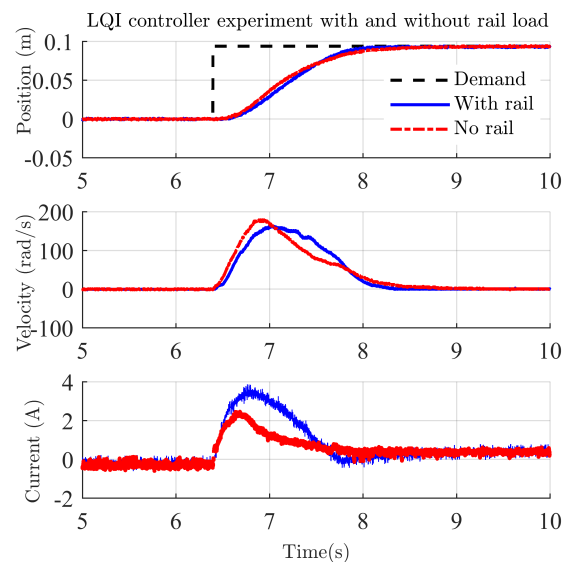 LQI controller experiment with and without rail load
Position (m)
0.1
0.05
0
-0.05
Demand
With rail
No rail
5 6 7 8 9 10
Velocity (rad/s)
200
100
0
-100
5 6 7 8 9 10
Current (A)
4
2
0
-2
5 6 7 8 9 10
Time(s)